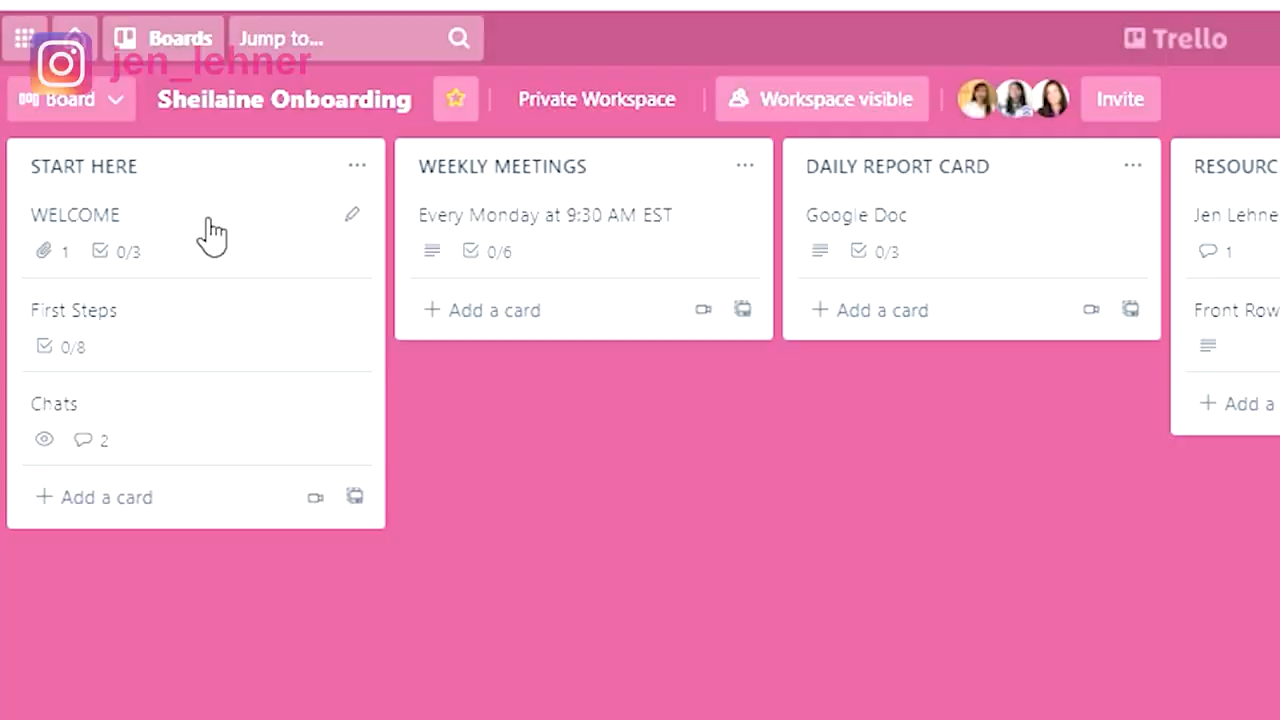 Boards
Jump to...
Trello
jen_lehner
Board
Sheilaine Onboarding
Private Workspace
Workspace visible
Invite
START HERE
WELCOME
1
0/3
First Steps
0/8
Chats
2
+ Add a card
WEEKLY MEETINGS
Every Monday at 9:30 AM EST
0/6
+ Add a card
DAILY REPORT CARD
Google Doc
0/3
+ Add a card
RESOURC
Jen Lehne
1
Front Row
+ Add a